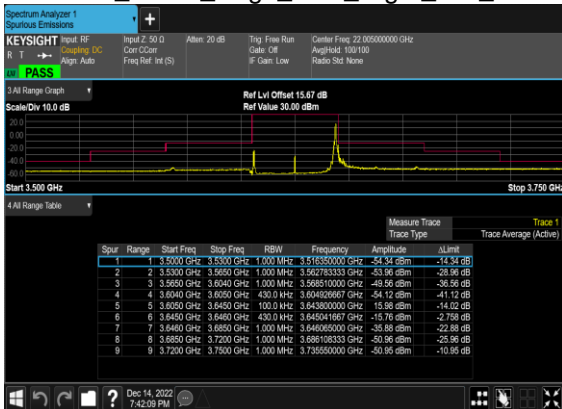 Spectrum Analyzer 1
Spurious Emissions
+
KEYSIGHT Input: RF Input Z: 50 Ω Atten: 20 dB Trig: Free Run Center Freq: 22.005000000 GHz
R T Coupling: DC Corr CCorr Gate: Off Avg|Hold: 100/100
Align: Auto Freq Ref: Int (S) IF Gain: Low Radio Std: None
PASS
3 All Range Graph
Ref Lvl Offset 15.67 dB
Scale/Div 10.0 dB Ref Value 30.00 dBm
20.0
0.00
-20.0
-40.0
-60.0
Start 3.500 GHz Stop 3.750 GHz
4 All Range Table
Measure Trace Trace 1
Trace Type Trace Average (Active)
Spur Range Start Freq Stop Freq RBW Frequency Amplitude ΔLimit
1 1 3.5000 GHz 3.5300 GHz 1.000 MHz 3.516350000 GHz -54.34 dBm -14.34 dB
2 2 3.5300 GHz 3.5650 GHz 1.000 MHz 3.562783333 GHz -53.96 dBm -28.96 dB
3 3 3.5650 GHz 3.6040 GHz 1.000 MHz 3.568510000 GHz -49.56 dBm -36.56 dB
4 4 3.6040 GHz 3.6050 GHz 430.0 kHz 3.604926667 GHz -54.12 dBm -41.12 dB
5 5 3.6050 GHz 3.6450 GHz 100.0 kHz 3.643800000 GHz 15.98 dBm -14.02 dB
6 6 3.6450 GHz 3.6460 GHz 430.0 kHz 3.645041667 GHz -15.76 dBm -2.758 dB
7 7 3.6460 GHz 3.6850 GHz 1.000 MHz 3.646065000 GHz -35.88 dBm -22.88 dB
8 8 3.6850 GHz 3.7200 GHz 1.000 MHz 3.686108333 GHz -50.96 dBm -25.96 dB
9 9 3.7200 GHz 3.7500 GHz 1.000 MHz 3.735550000 GHz -50.95 dBm -10.95 dB
? Dec 14, 2022
7:42:09 PM